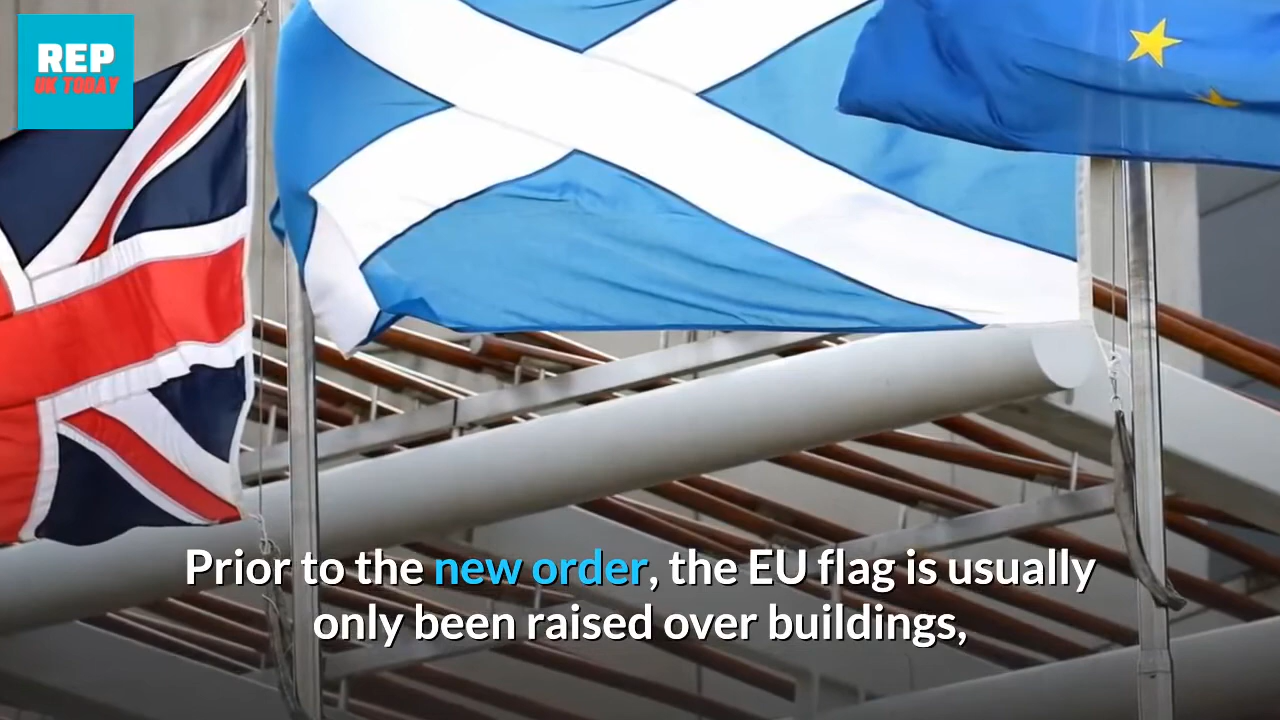 REP
UK TODAY
Prior to the new order, the EU flag is usually
only been raised over buildings,